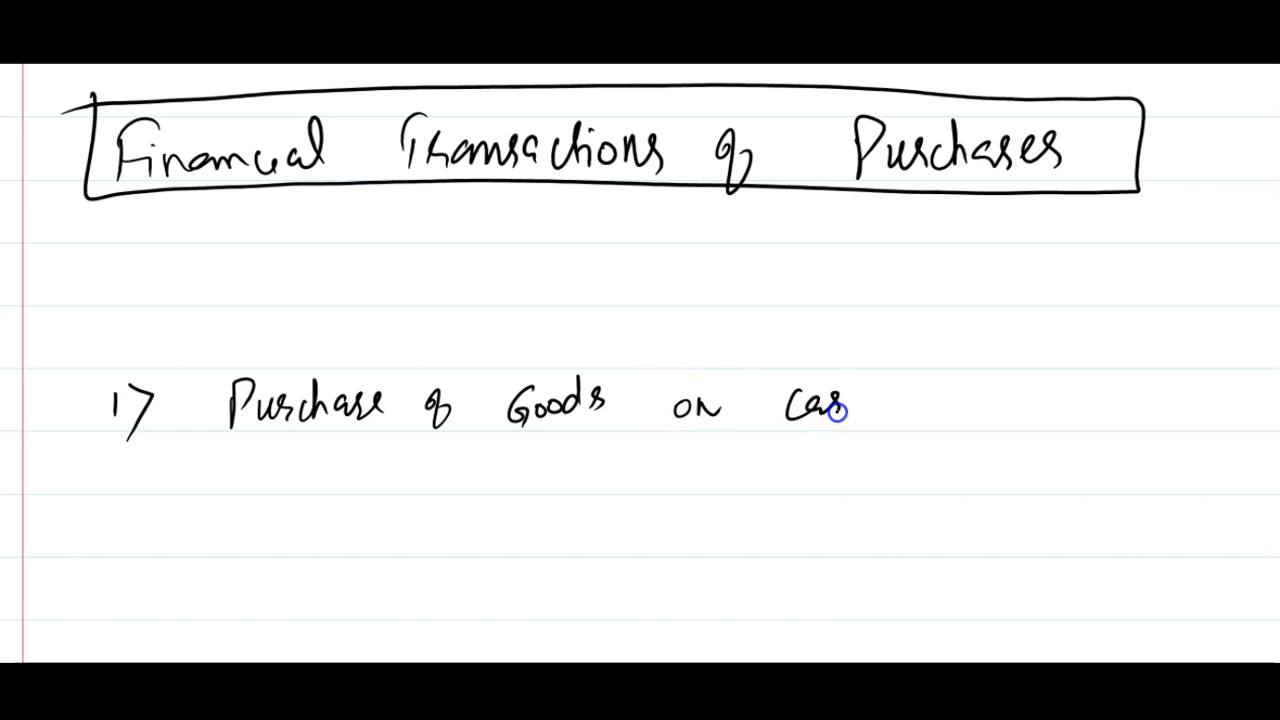 Financial Transactions of Purchases
1) Purchase of Goods on Cas